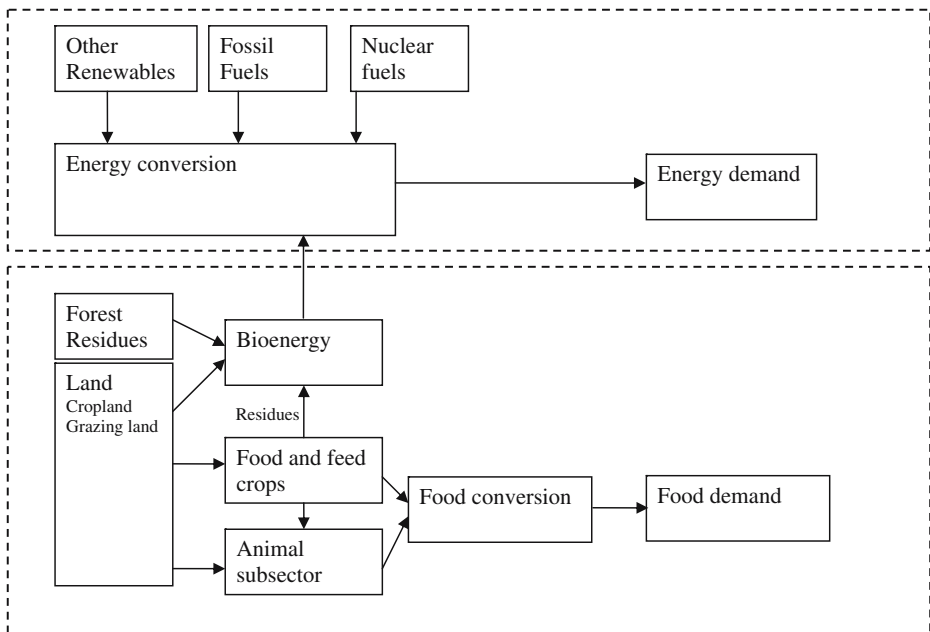 Other
Renewables
Fossil
Fuels
Nuclear
fuels
Energy conversion
Energy demand
Forest
Residues
Bioenergy
Land
Cropland
Grazing land
Residues
Food and feed
crops
Food conversion
Food demand
Animal
subsector